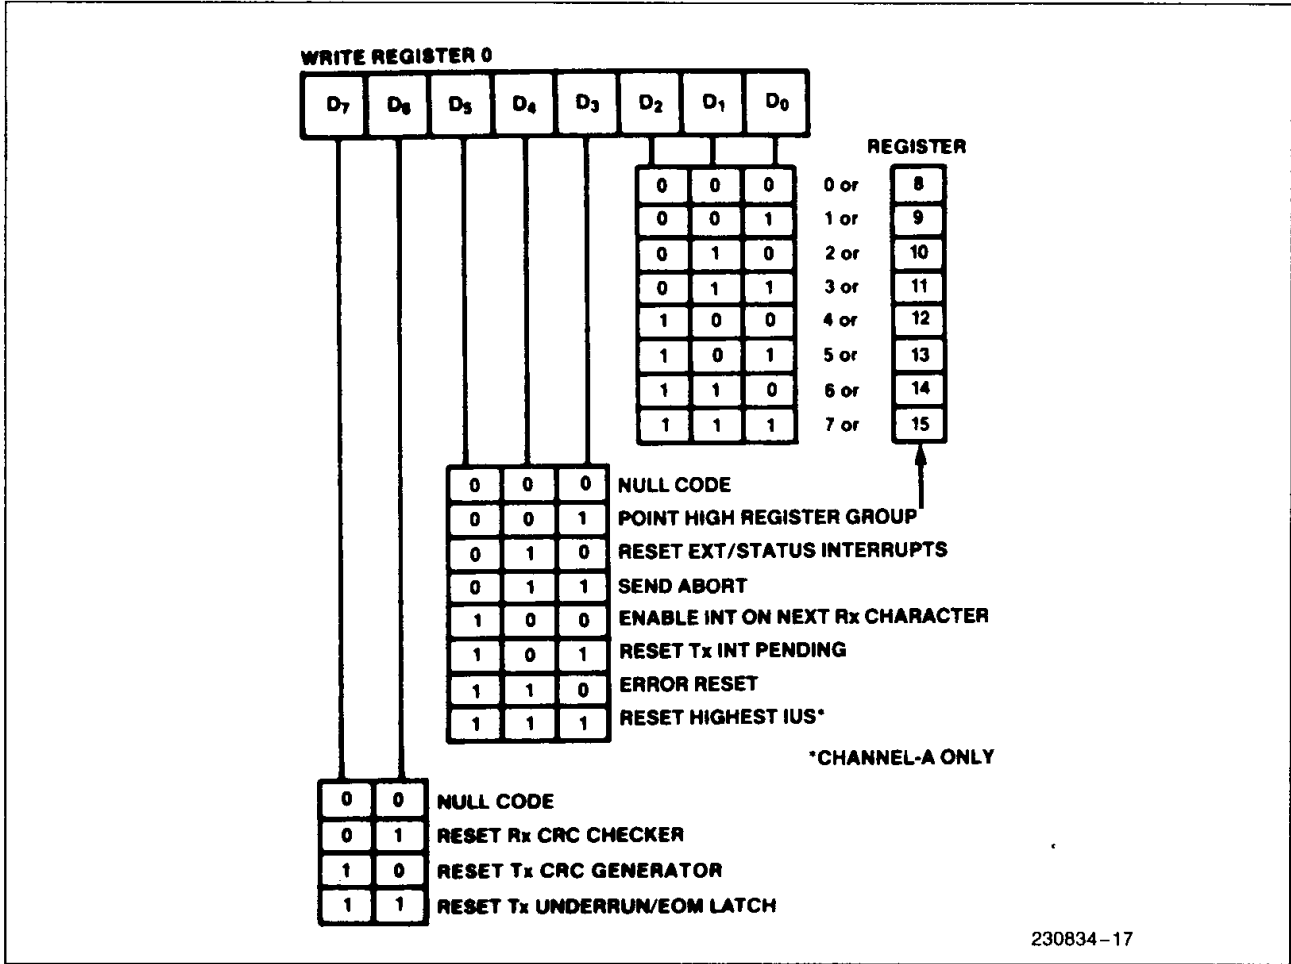 WRITE REGISTER 0
D7 D6 D5 D4 D3 D2 D1 D0
REGISTER
0 0 0 0 or 8
0 0 1 1 or 9
0 1 0 2 or 10
0 1 1 3 or 11
1 0 0 4 or 12
1 0 1 5 or 13
1 1 0 6 or 14
1 1 1 7 or 15
0 0 0 NULL CODE
0 0 1 POINT HIGH REGISTER GROUP
0 1 0 RESET EXT/STATUS INTERRUPTS
0 1 1 SEND ABORT
1 0 0 ENABLE INT ON NEXT Rx CHARACTER
1 0 1 RESET Tx INT PENDING
1 1 0 ERROR RESET
1 1 1 RESET HIGHEST IUS*
*CHANNEL-A ONLY
0 0 NULL CODE
0 1 RESET Rx CRC CHECKER
1 0 RESET Tx CRC GENERATOR
1 1 RESET Tx UNDERRUN/EOM LATCH
230834-17